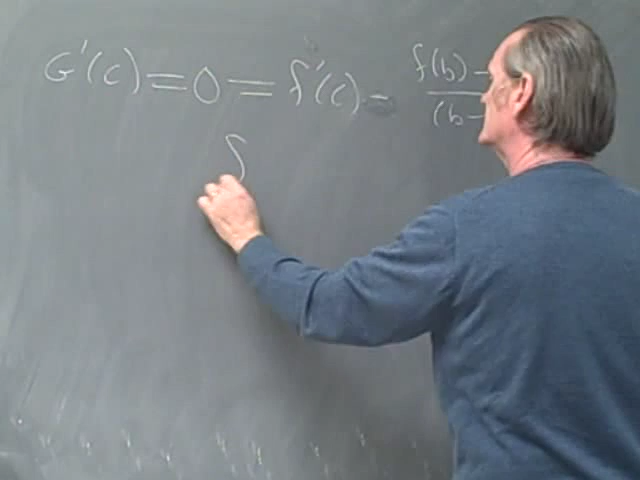 G'(c) = 0 = f'(c) - f(b) -
(b -
S